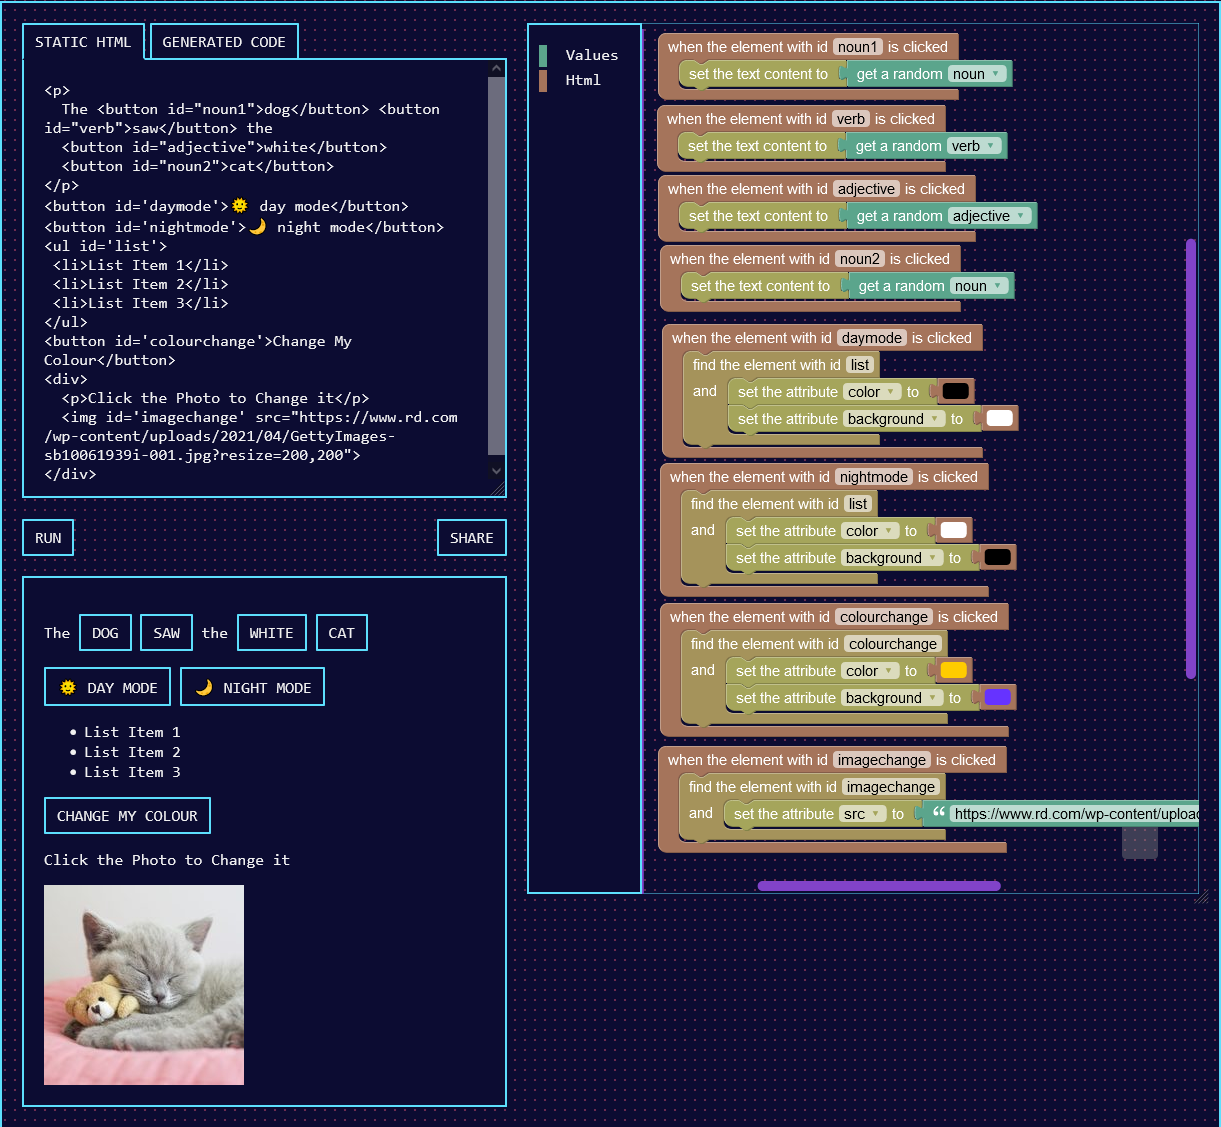 STATIC HTML
GENERATED CODE
<p>
The <button id="noun1">dog</button> <button
id="verb">saw</button> the
<button id="adjective">white</button>
<button id="noun2">cat</button>
</p>
<button id='daymode'>🌞 day mode</button>
<button id='nightmode'>🌙 night mode</button>
<ul id='list'>
<li>List Item 1</li>
<li>List Item 2</li>
<li>List Item 3</li>
</ul>
<button id='colourchange'>Change My
Colour</button>
<div>
<p>Click the Photo to Change it</p>
<img id='imagechange' src="https://www.rd.com
/wp-content/uploads/2021/04/GettyImages-
sb10061939i-001.jpg?resize=200,200">
</div>
RUN
SHARE
The DOG SAW the WHITE CAT
🌞 DAY MODE 🌙 NIGHT MODE
• List Item 1
• List Item 2
• List Item 3
CHANGE MY COLOUR
Click the Photo to Change it
Values
Html
when the element with id noun1 is clicked
set the text content to get a random noun
when the element with id verb is clicked
set the text content to get a random verb
when the element with id adjective is clicked
set the text content to get a random adjective
when the element with id noun2 is clicked
set the text content to get a random noun
when the element with id daymode is clicked
find the element with id list
and set the attribute color to
set the attribute background to
when the element with id nightmode is clicked
find the element with id list
and set the attribute color to
set the attribute background to
when the element with id colourchange is clicked
find the element with id colourchange
and set the attribute color to
set the attribute background to
when the element with id imagechange is clicked
find the element with id imagechange
and set the attribute src to “ https://www.rd.com/wp-content/uploa